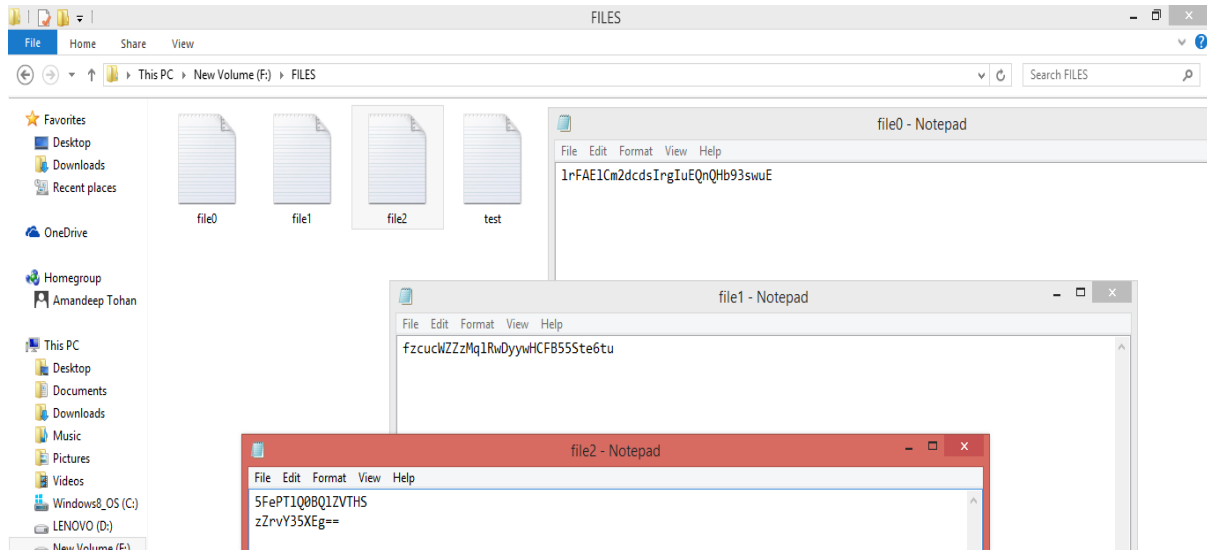 FILES
File Home Share View
This PC New Volume (F:) FILES
Search FILES
Favorites
Desktop
Downloads
Recent places
OneDrive
Homegroup
Amandeep Tohan
This PC
Desktop
Documents
Downloads
Music
Pictures
Videos
Windows8_OS (C:)
LENOVO (D:)
New Volume (F:)
file0 file1 file2 test
file0 - Notepad
File Edit Format View Help
lrFAElCm2dcdsIrgIuEQnQHb93swuE
file1 - Notepad
File Edit Format View Help
fzcucWZZzMqlRwDyywHCFB55Ste6tu
file2 - Notepad
File Edit Format View Help
5FePTlQ0BQlZVTHS
zZrvY35XEg==